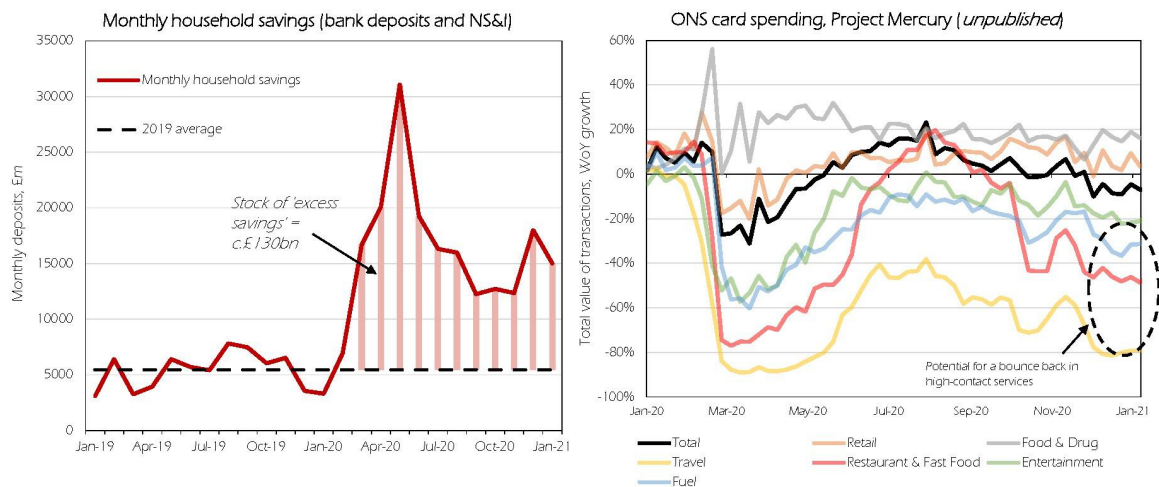 Monthly household savings (bank deposits and NS&I)
35000
30000
25000
20000
15000
10000
5000
0
Monthly deposits, £m
Monthly household savings
2019 average
Stock of 'excess
savings' =
c.£130bn
Jan-19
Apr-19
Jul-19
Oct-19
Jan-20
Apr-20
Jul-20
Oct-20
Jan-21
ONS card spending, Project Mercury (unpublished)
60%
40%
20%
0%
-20%
-40%
-60%
-80%
-100%
Total value of transactions, WoY growth
Potential for a bounce back in
high-contact services
Jan-20
Mar-20
May-20
Jul-20
Sep-20
Nov-20
Jan-21
Total
Retail
Food & Drug
Travel
Restaurant & Fast Food
Entertainment
Fuel